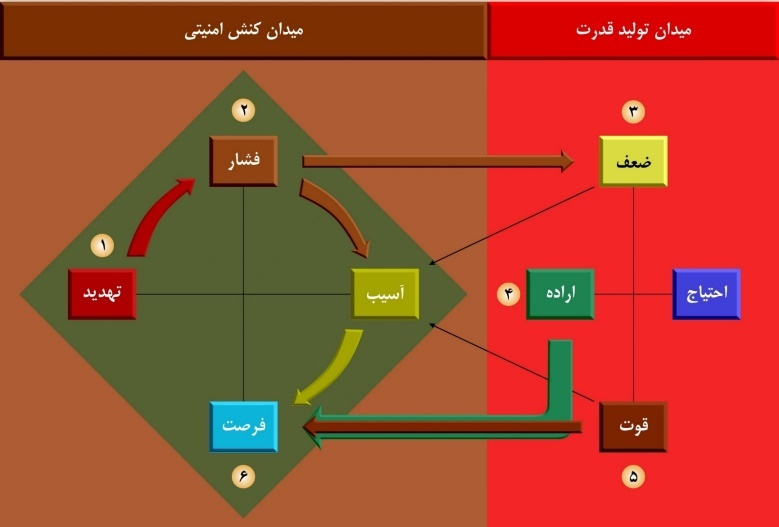 میدان تولید قدرت
میدان کنش امنیتی
۳
۲
ضعف
فشار
۱
احتیاج
اراده
۴
آسیب
تهدید
قوت
فرصت
۵
۶